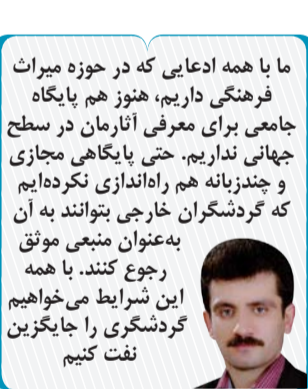 ما با همه ادعایی که در حوزه میراث
فرهنگی داریم، هنوز هم پایگاه
جامعی برای معرفی آثارمان در سطح
جهانی نداریم. حتی پایگاهی مجازی
و چندزبانه هم راه‌اندازی نکرده‌ایم
که گردشگران خارجی بتوانند به آن
به‌عنوان منبعی موثق
رجوع کنند. با همه
این شرایط می‌خواهیم
گردشگری را جایگزین
نفت کنیم